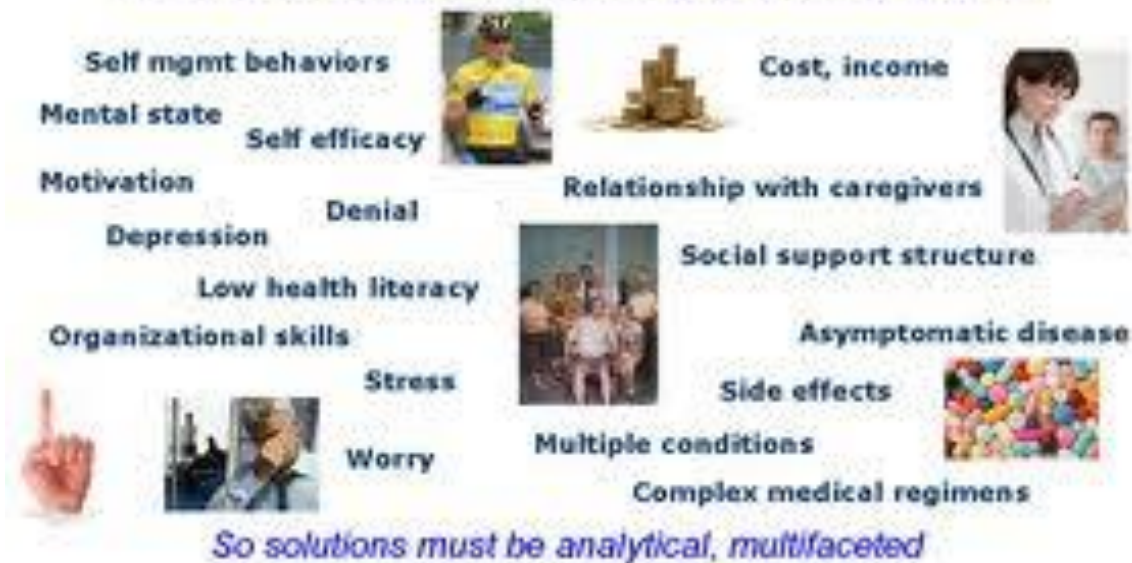 Self mgmt behaviors
Cost, income
Mental state
Self efficacy
Motivation
Relationship with caregivers
Denial
Depression
Social support structure
Low health literacy
Organizational skills
Asymptomatic disease
Stress
Side effects
Multiple conditions
Worry
Complex medical regimens
So solutions must be analytical, multifaceted